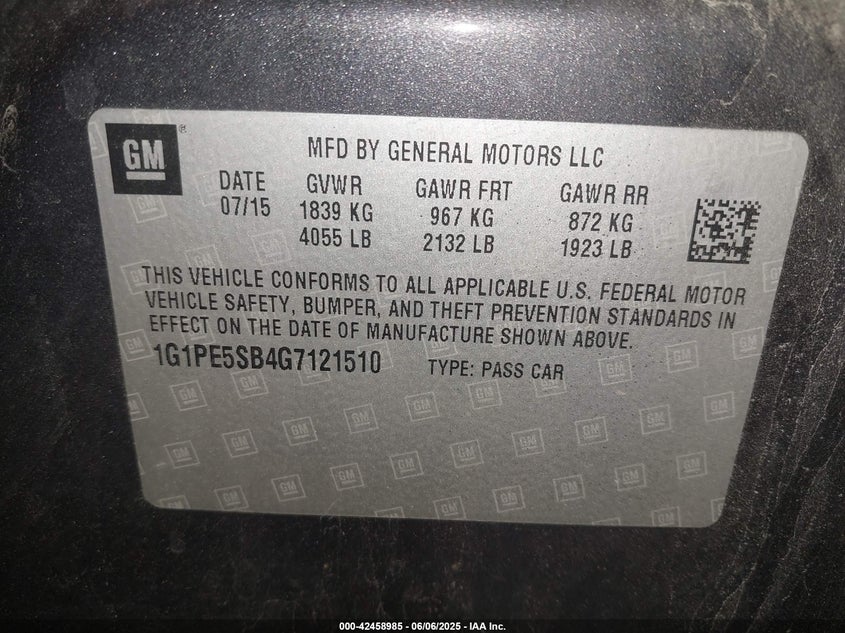 GM®
MFD BY GENERAL MOTORS LLC
DATE GVWR GAWR FRT GAWR RR
07/15 1839 KG 967 KG 872 KG
4055 LB 2132 LB 1923 LB
THIS VEHICLE CONFORMS TO ALL APPLICABLE U.S. FEDERAL MOTOR
VEHICLE SAFETY, BUMPER, AND THEFT PREVENTION STANDARDS IN
EFFECT ON THE DATE OF MANUFACTURE SHOWN ABOVE.
1G1PE5SB4G7121510 TYPE: PASS CAR
000-42458985 - 06/06/2025 - IAA Inc.